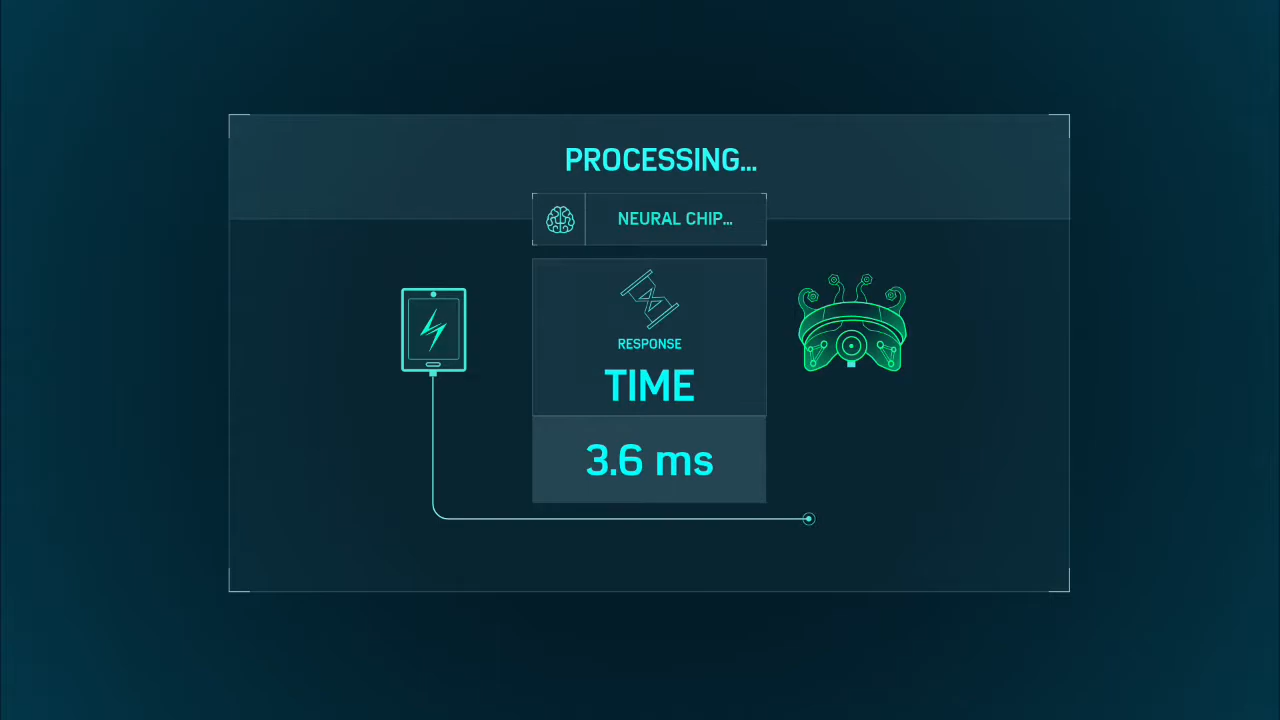 PROCESSING...
NEURAL CHIP...
RESPONSE
TIME
3.6 ms